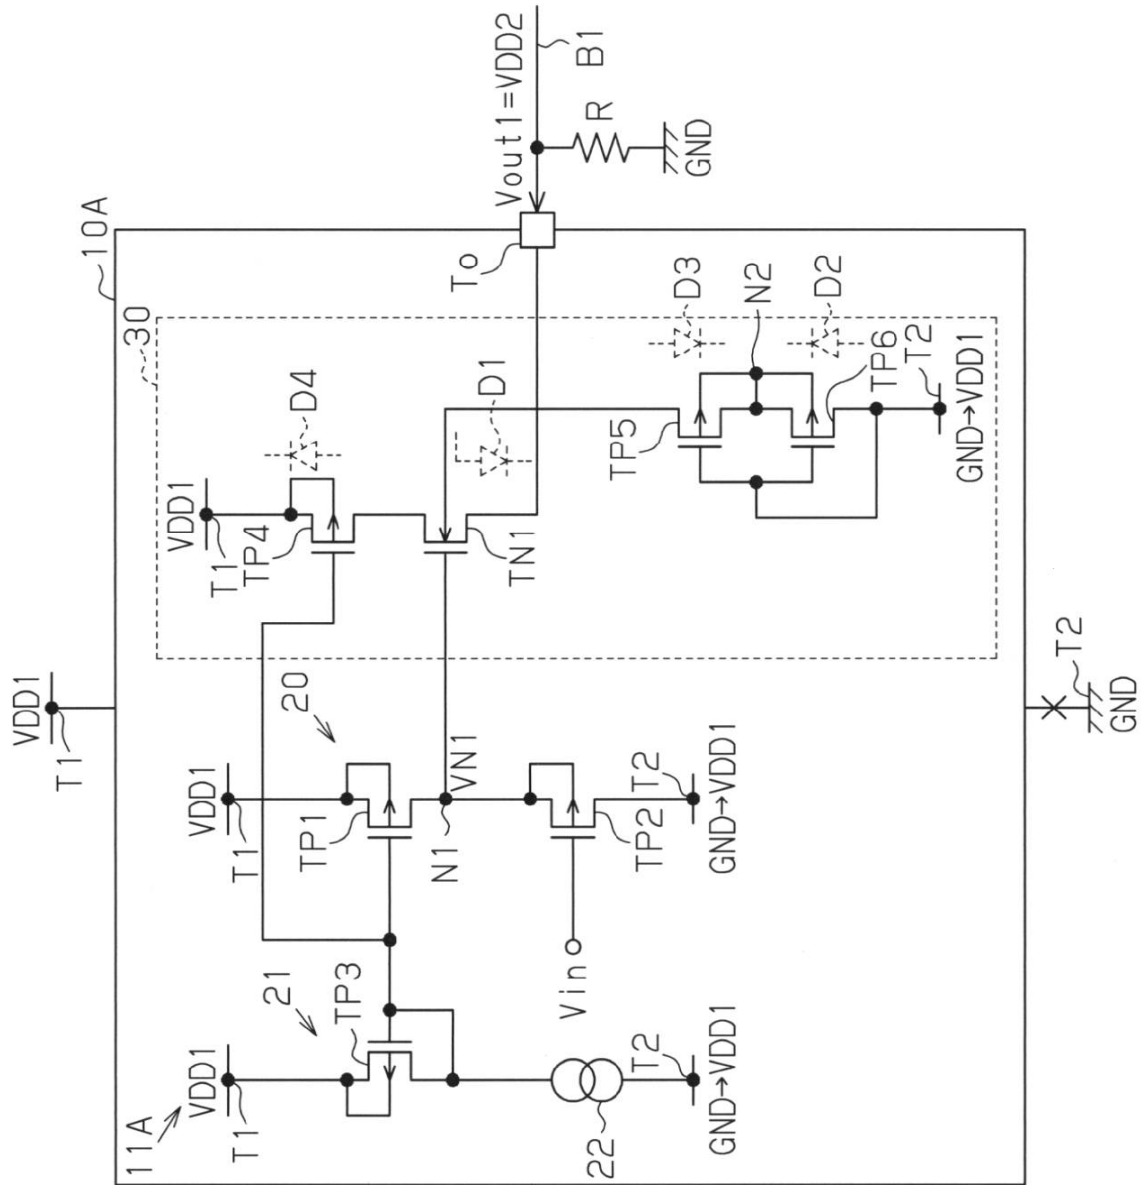 VDD1
T1
10A
11A
VDD1
T1
21
TP3
22
T2
GND→VDD1
VDD1
T1
20
TP1
N1
VN1
Vin
TP2
T2
GND→VDD1
30
VDD1
T1
TP4
D4
TN1
D1
TP5
D3
N2
D2
TP6
T2
GND→VDD1
To
Vout1=VDD2
B1
R
GND
T2
GND